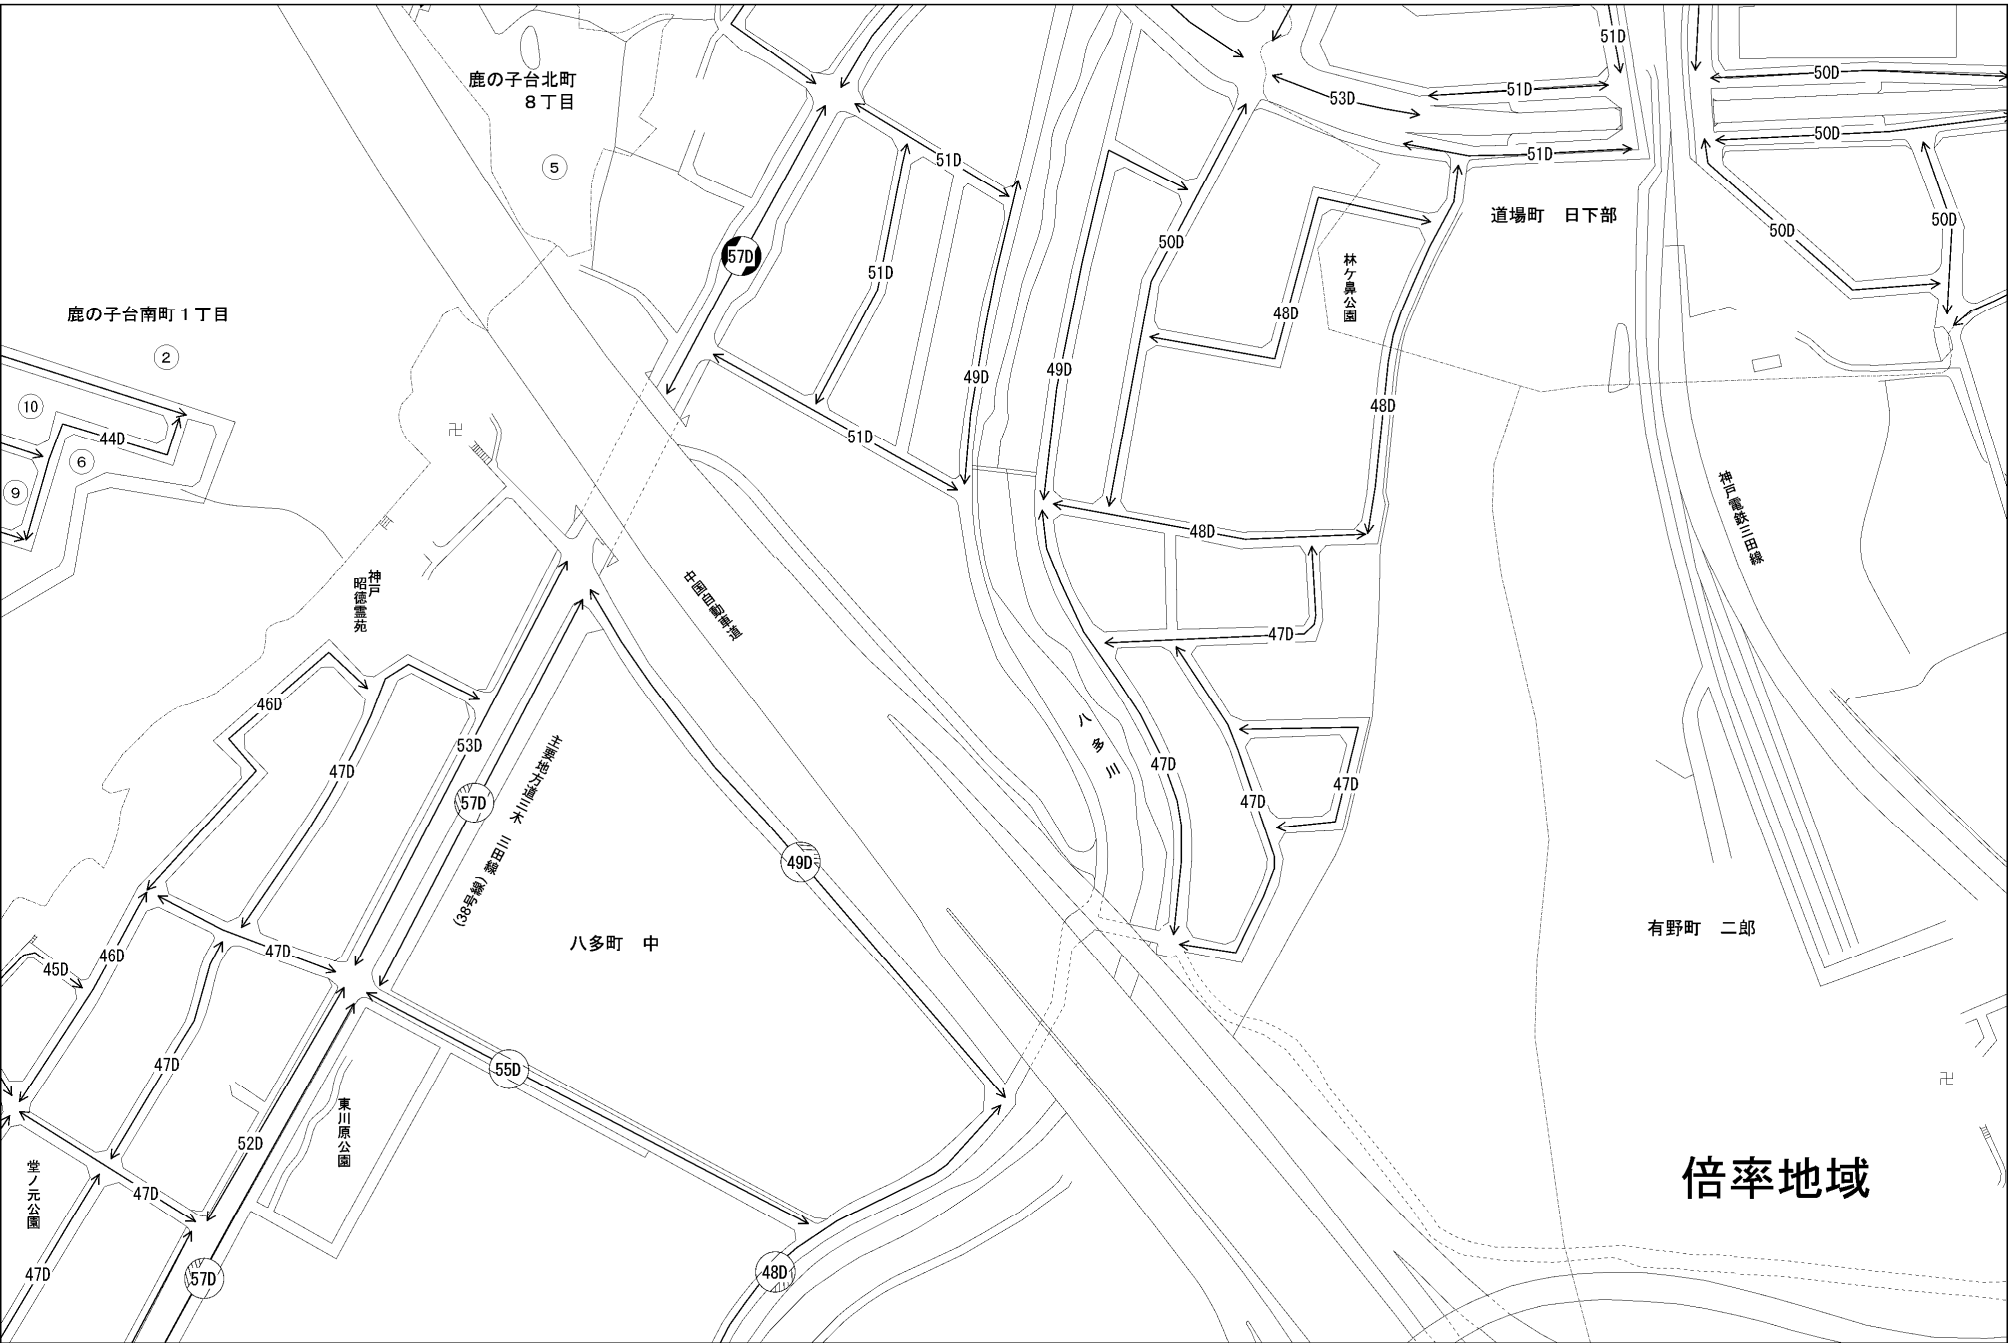 51D
50D
鹿の子台北町
８丁目
51D
53D
50D
51D
51D
5
道場町　日下部
50D
50D
50D
57D
林ケ鼻公園
51D
鹿の子台南町１丁目
48D
2
49D
49D
10
48D
44D
51D
6
9
神戸電鉄三田線
48D
神戸
昭徳霊苑
中国自動車道
47D
46D
八多川
53D
主要地方道三木　三田線
(38号線)
47D
47D
47D
57D
47D
49D
有野町　二郎
八多町　中
47D
46D
45D
47D
55D
東川原公園
52D
堂ノ元公園
倍率地域
47D
47D
57D
48D